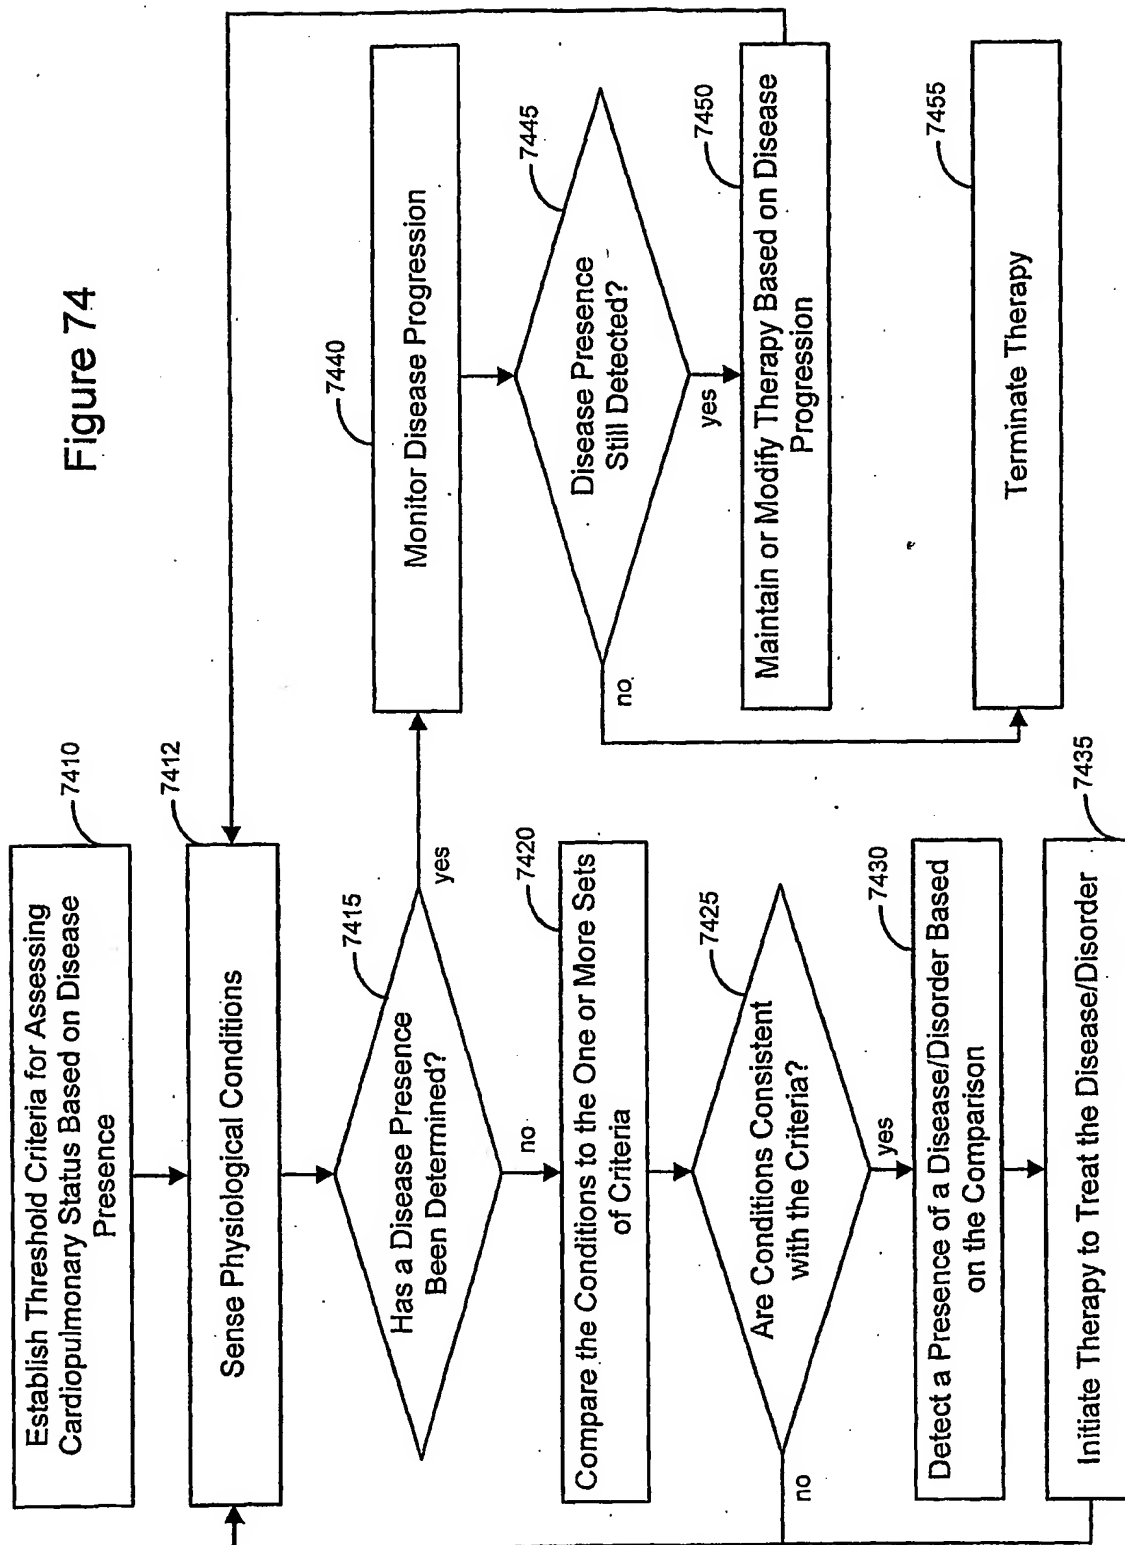 Figure 74
7410
Establish Threshold Criteria for Assessing
Cardiopulmonary Status Based on Disease
Presence
7412
Sense Physiological Conditions
7415
Has a Disease Presence
Been Determined?
yes
no
7420
Compare the Conditions to the One or More Sets
of Criteria
7425
Are Conditions Consistent
with the Criteria?
no
yes
7430
Detect a Presence of a Disease/Disorder Based
on the Comparison
7435
Initiate Therapy to Treat the Disease/Disorder
7440
Monitor Disease Progression
7445
Disease Presence
Still Detected?
no
yes
7450
Maintain or Modify Therapy Based on Disease
Progression
7455
Terminate Therapy